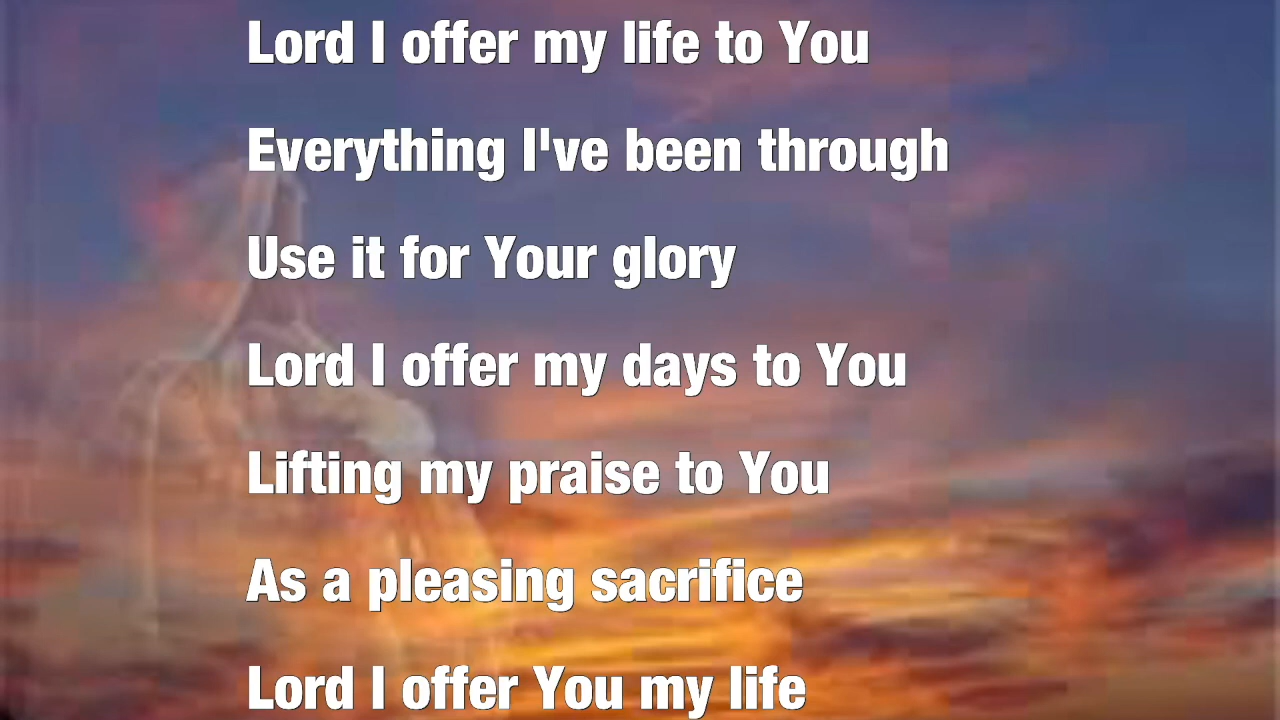 Lord I offer my life to You
Everything I've been through
Use it for Your glory
Lord I offer my days to You
Lifting my praise to You
As a pleasing sacrifice
Lord I offer You my life